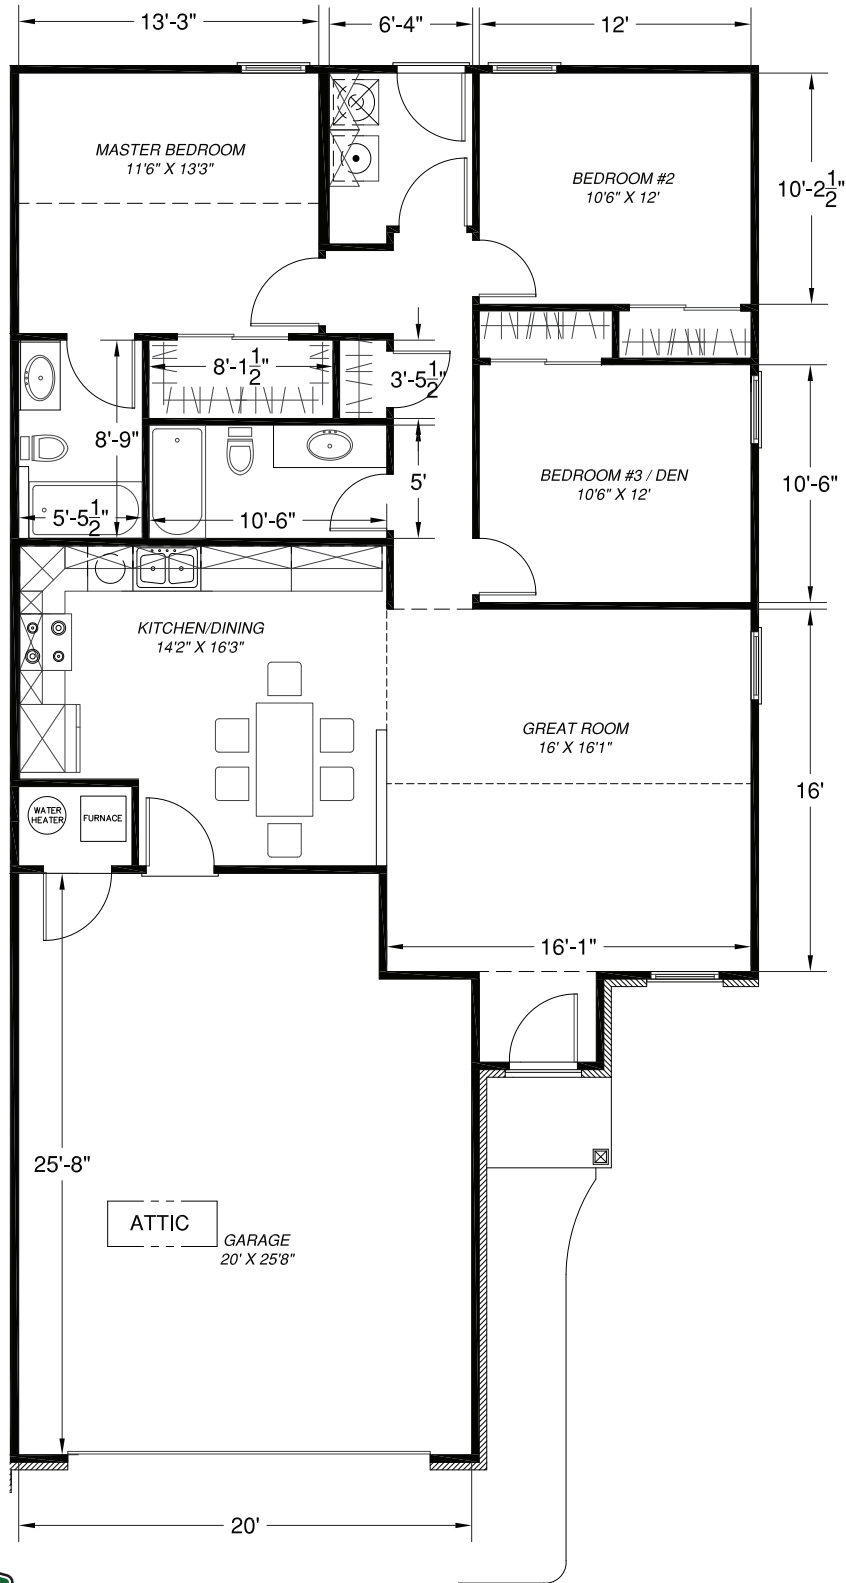 13'-3"
6'-4"
12'
MASTER BEDROOM
11'6" X 13'3"
BEDROOM #2
10'6" X 12'
10'-2 1/2"
8'-1 1/2"
3'-5 1/2"
8'-9"
5'
BEDROOM #3 / DEN
10'6" X 12'
10'-6"
5'-5 1/2"
10'-6"
KITCHEN/DINING
14'2" X 16'3"
GREAT ROOM
16' X 16'1"
16'
WATER
HEATER
FURNACE
16'-1"
25'-8"
ATTIC
GARAGE
20' X 25'8"
20'